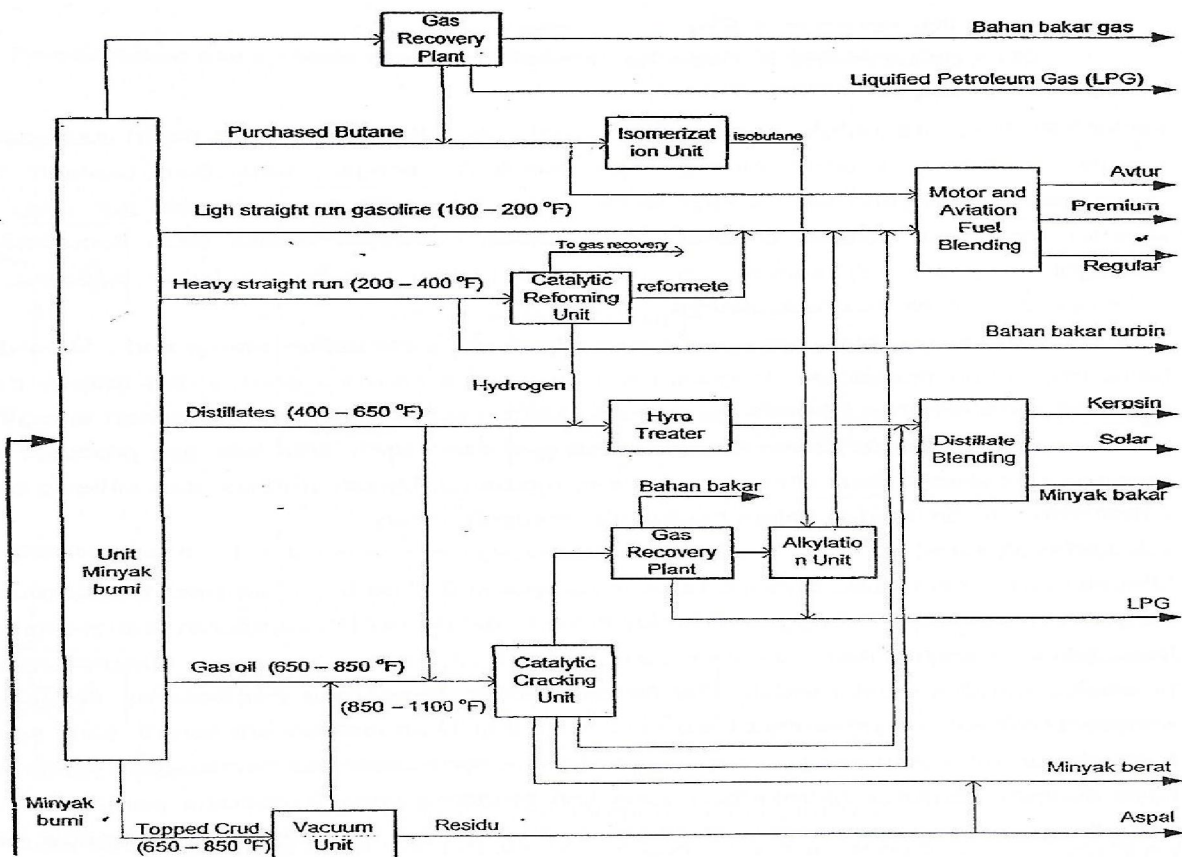 Gas
Recovery
Plant
Bahan bakar gas
Liquified Petroleum Gas (LPG)
Purchased Butane
Isomerizat
ion Unit
isobutane
Motor and
Aviation
Fuel
Blending
Avtur
Premium
Regular
Ligh straight run gasoline (100 – 200 °F)
To gas recovery
Heavy straight run (200 – 400 °F)
Catalytic
Reforming
Unit
reformete
Bahan bakar turbin
Hydrogen
Distillates (400 – 650 °F)
Hyro
Treater
Distillate
Blending
Kerosin
Solar
Minyak bakar
Bahan bakar
Gas
Recovery
Plant
Alkylatio
n Unit
LPG
Unit
Minyak
bumi
Gas oil (650 – 850 °F)
(850 – 1100 °F)
Catalytic
Cracking
Unit
Minyak berat
Minyak
bumi
Topped Crud
(650 – 850 °F)
Vacuum
Unit
Residu
Aspal